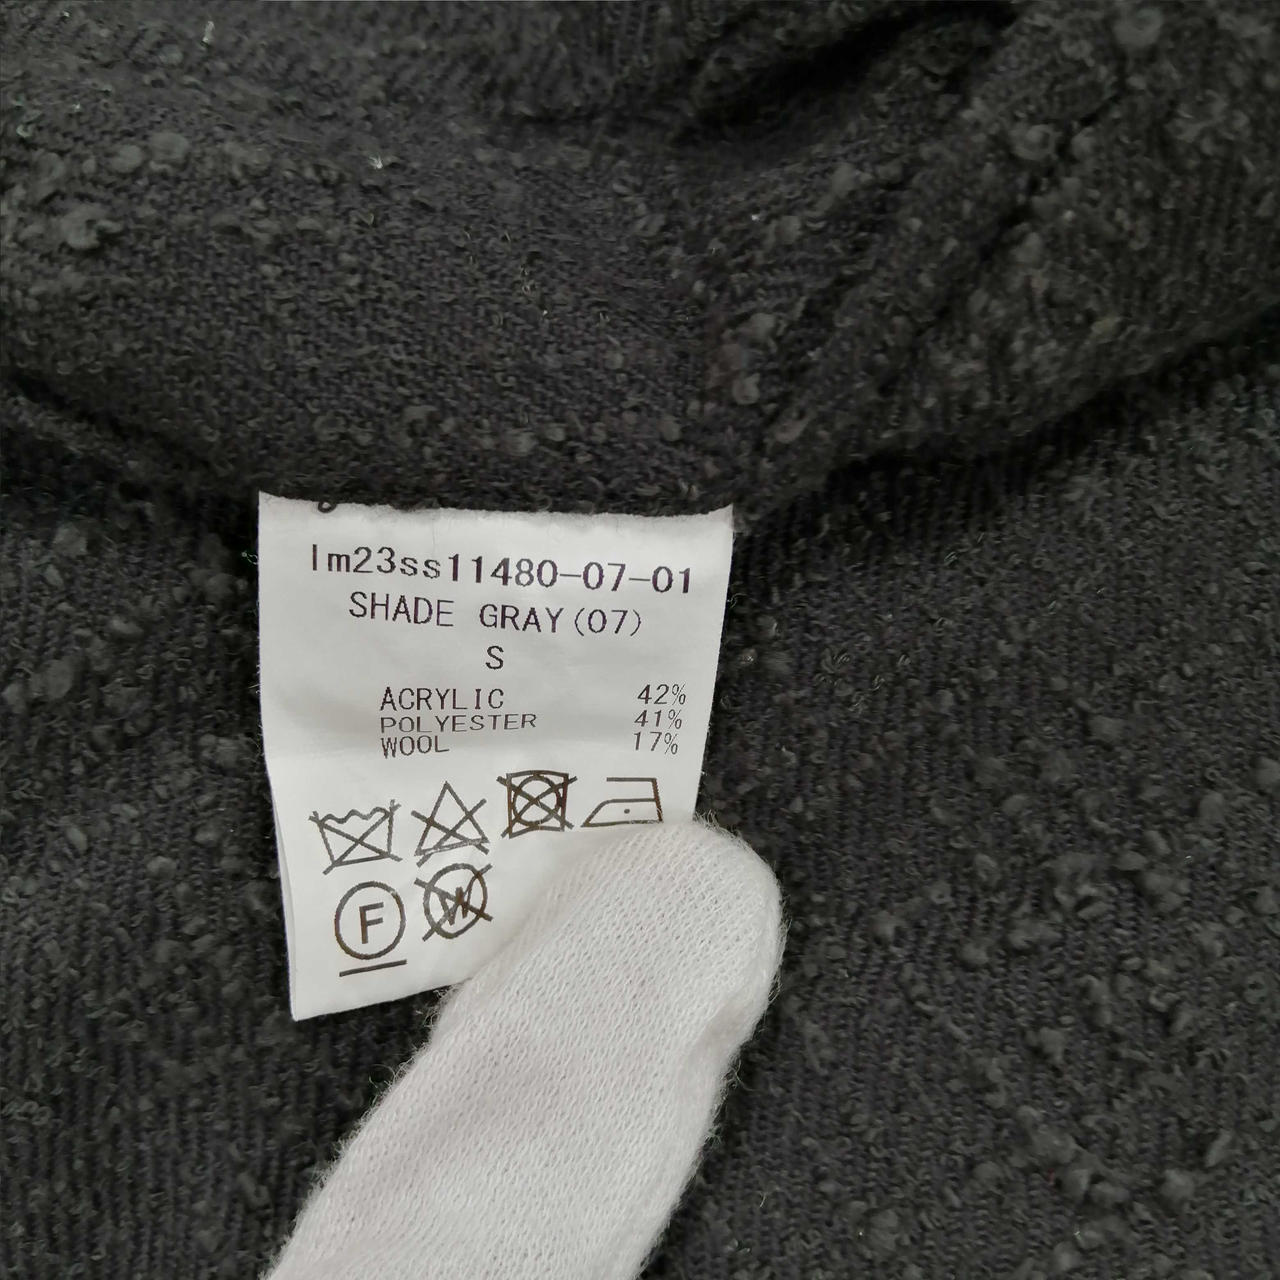 lm23ss11480-07-01
SHADE GRAY(07)
S
ACRYLIC 42%
POLYESTER 41%
WOOL 17%
F
W